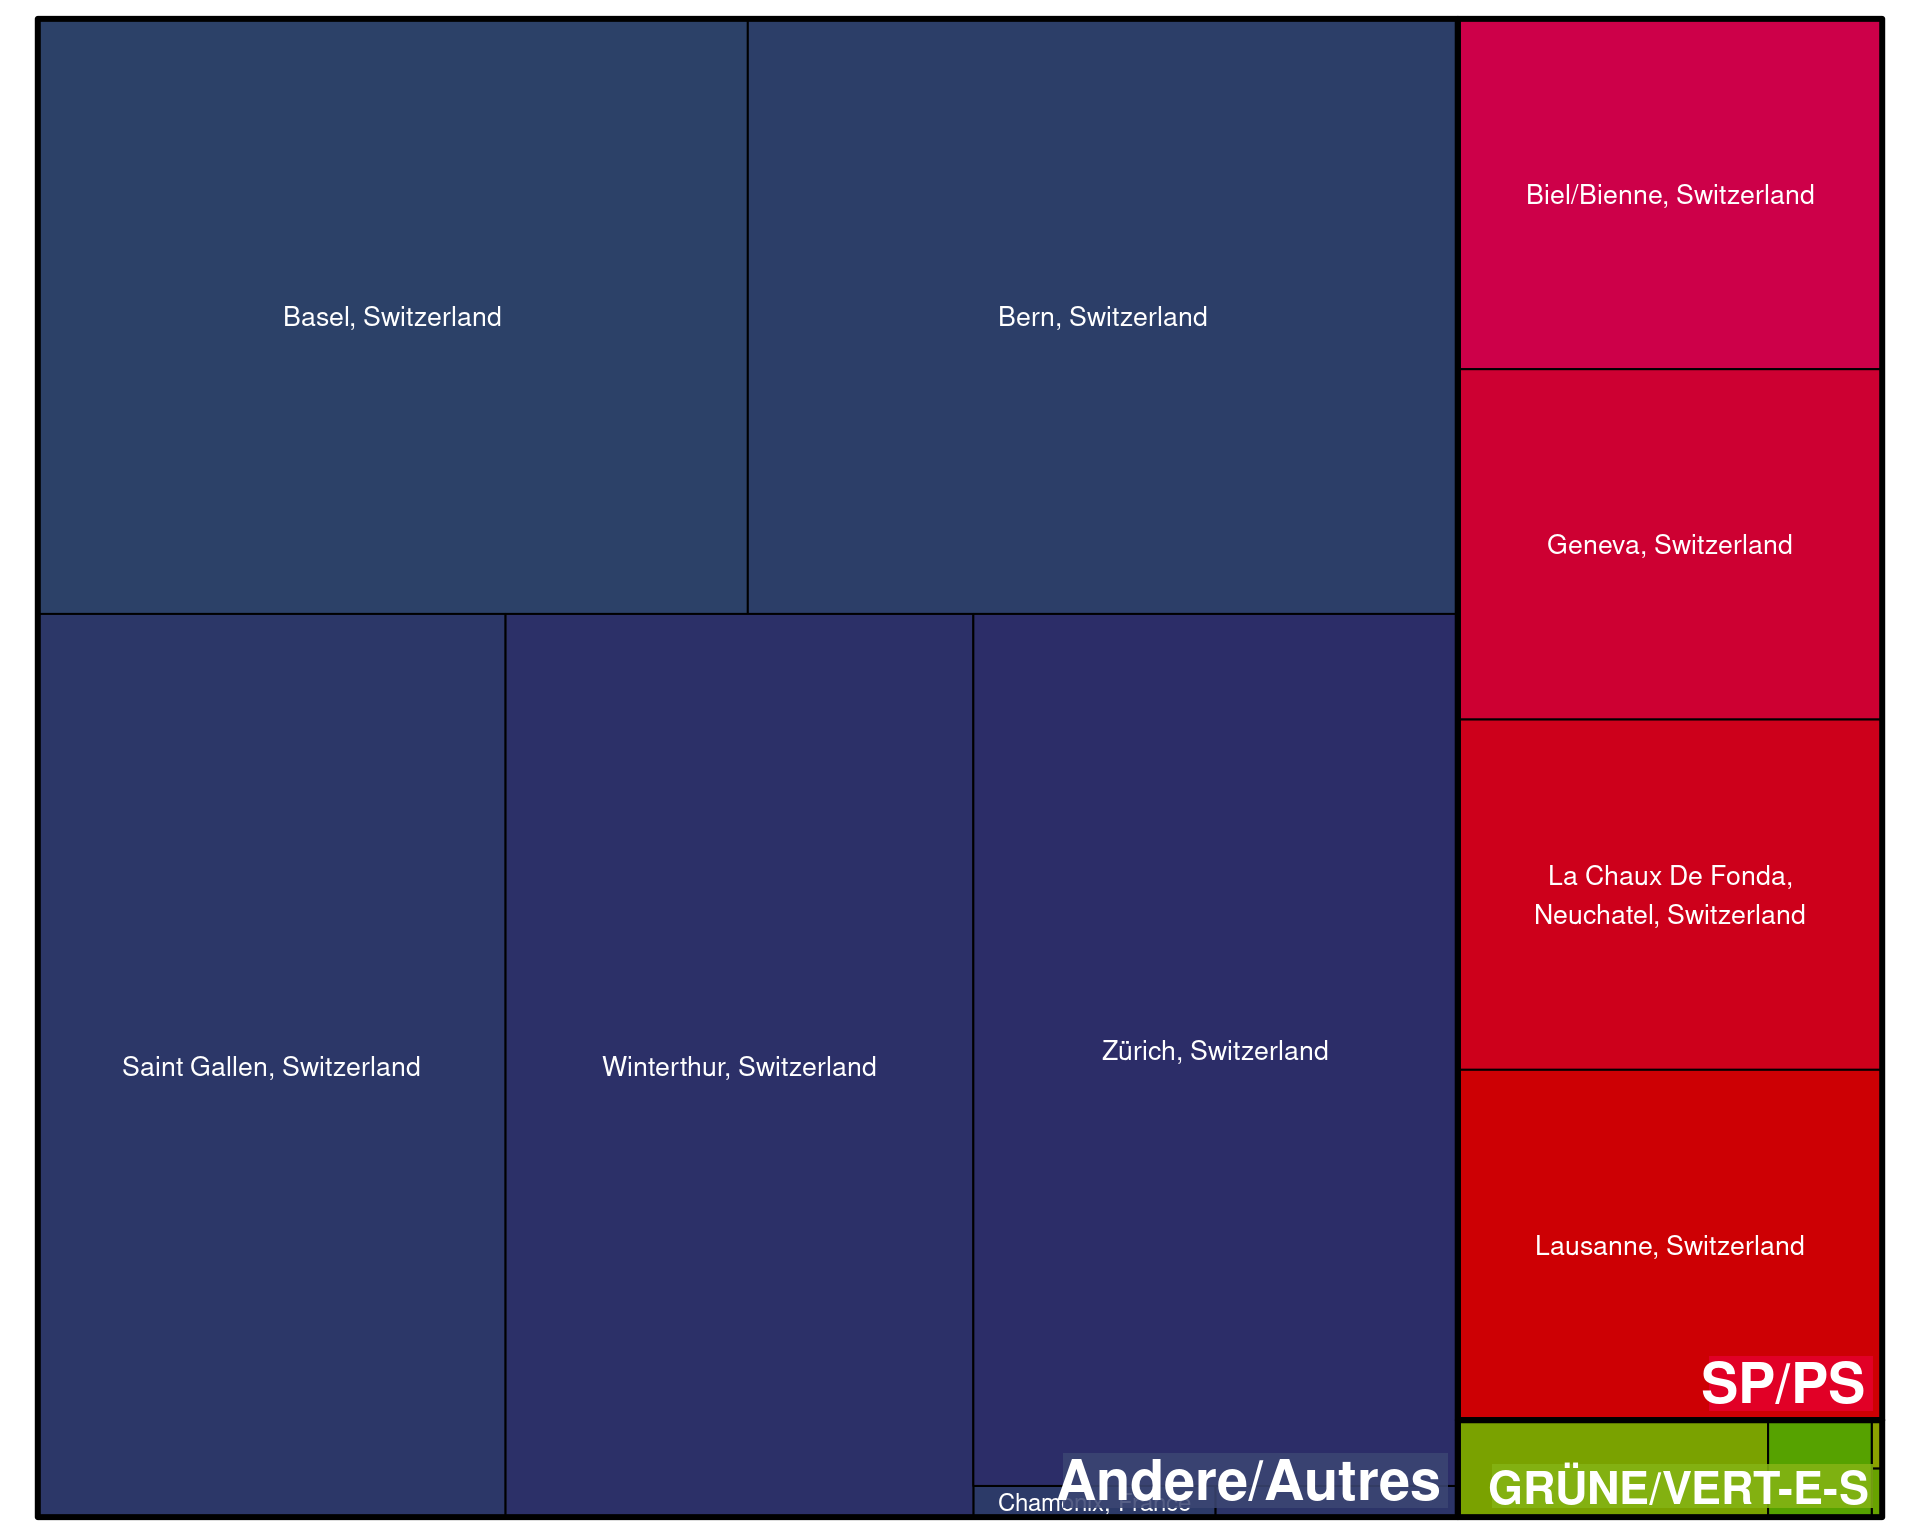 Basel, Switzerland
Bern, Switzerland
Saint Gallen, Switzerland
Winterthur, Switzerland
Zürich, Switzerland
Chamonix, France
Andere/Autres
Biel/Bienne, Switzerland
Geneva, Switzerland
La Chaux De Fonda,
Neuchatel, Switzerland
Lausanne, Switzerland
SP/PS
GRÜNE/VERT-E-S